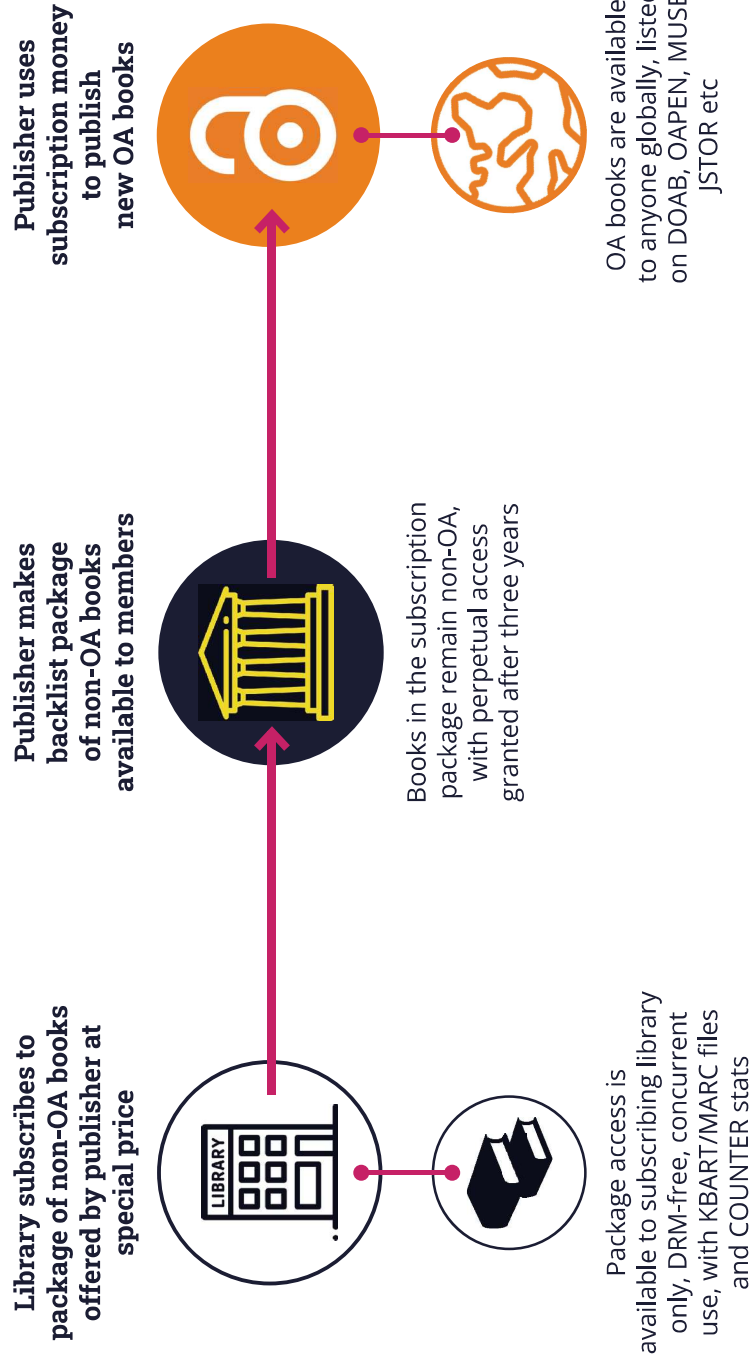 Library subscribes to
package of non-OA books
offered by publisher at
special price
LIBRARY
Package access is
available to subscribing library
only, DRM-free, concurrent
use, with KBART/MARC files
and COUNTER stats
Publisher makes
backlist package
of non-OA books
available to members
Books in the subscription
package remain non-OA,
with perpetual access
granted after three years
Publisher uses
subscription money
to publish
new OA books
OA books are available
to anyone globally, listed
on DOAB, OAPEN, MUSE
JSTOR etc